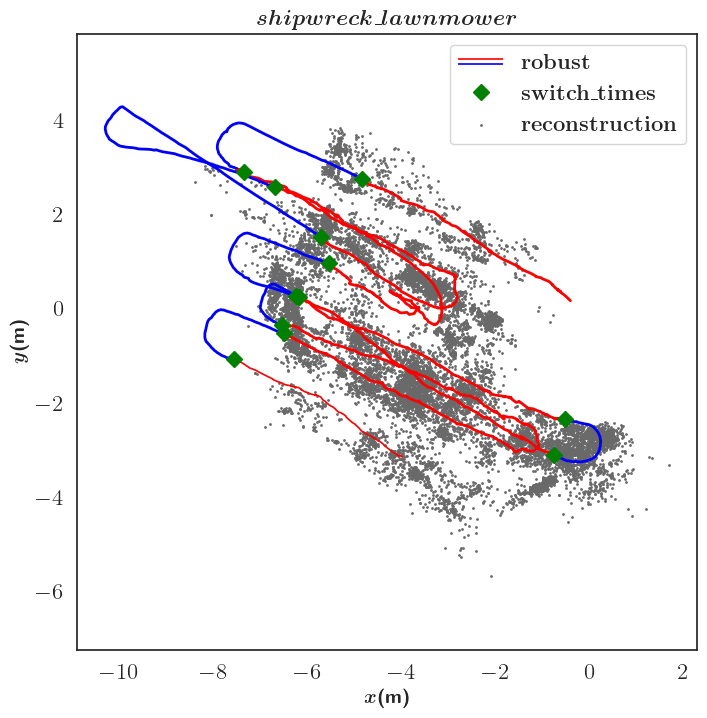 shipwreck_lawnmower
robust
switch_times
reconstruction
4
2
0
−2
−4
−6
y(m)
−10 −8 −6 −4 −2 0 2
x(m)